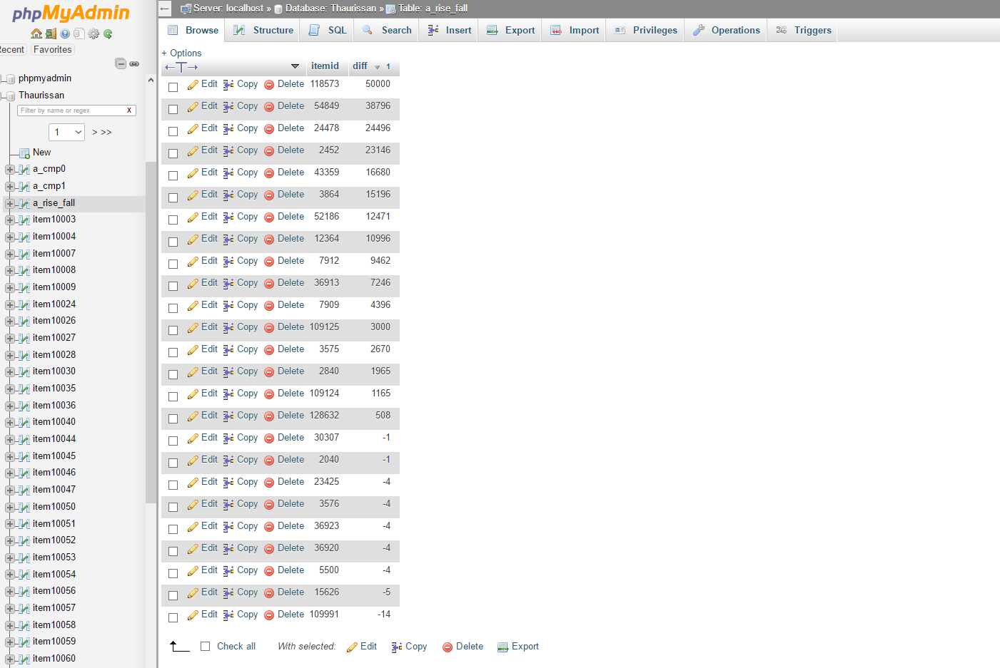 phpMyAdmin
Recent Favorites
phpmyadmin
Thaurissan
Filter by name or regex X
1 > >>
New
a_cmp0
a_cmp1
a_rise_fall
item10003
item10004
item10007
item10008
item10009
item10024
item10026
item10027
item10028
item10030
item10035
item10036
item10040
item10044
item10045
item10046
item10047
item10050
item10051
item10052
item10053
item10054
item10056
item10057
item10058
item10059
item10060
← Server: localhost » Database: Thaurissan » Table: a_rise_fall
Browse Structure SQL Search Insert Export Import Privileges Operations Triggers
+ Options
←T→ itemid diff 1
Edit Copy Delete 118573 50000
Edit Copy Delete 54849 38796
Edit Copy Delete 24478 24496
Edit Copy Delete 2452 23146
Edit Copy Delete 43359 16680
Edit Copy Delete 3864 15196
Edit Copy Delete 52186 12471
Edit Copy Delete 12364 10996
Edit Copy Delete 7912 9462
Edit Copy Delete 36913 7246
Edit Copy Delete 7909 4396
Edit Copy Delete 109125 3000
Edit Copy Delete 3575 2670
Edit Copy Delete 2840 1965
Edit Copy Delete 109124 1165
Edit Copy Delete 128632 508
Edit Copy Delete 30307 -1
Edit Copy Delete 2040 -1
Edit Copy Delete 23425 -4
Edit Copy Delete 3576 -4
Edit Copy Delete 36923 -4
Edit Copy Delete 36920 -4
Edit Copy Delete 5500 -4
Edit Copy Delete 15626 -5
Edit Copy Delete 109991 -14
Check all With selected: Edit Copy Delete Export